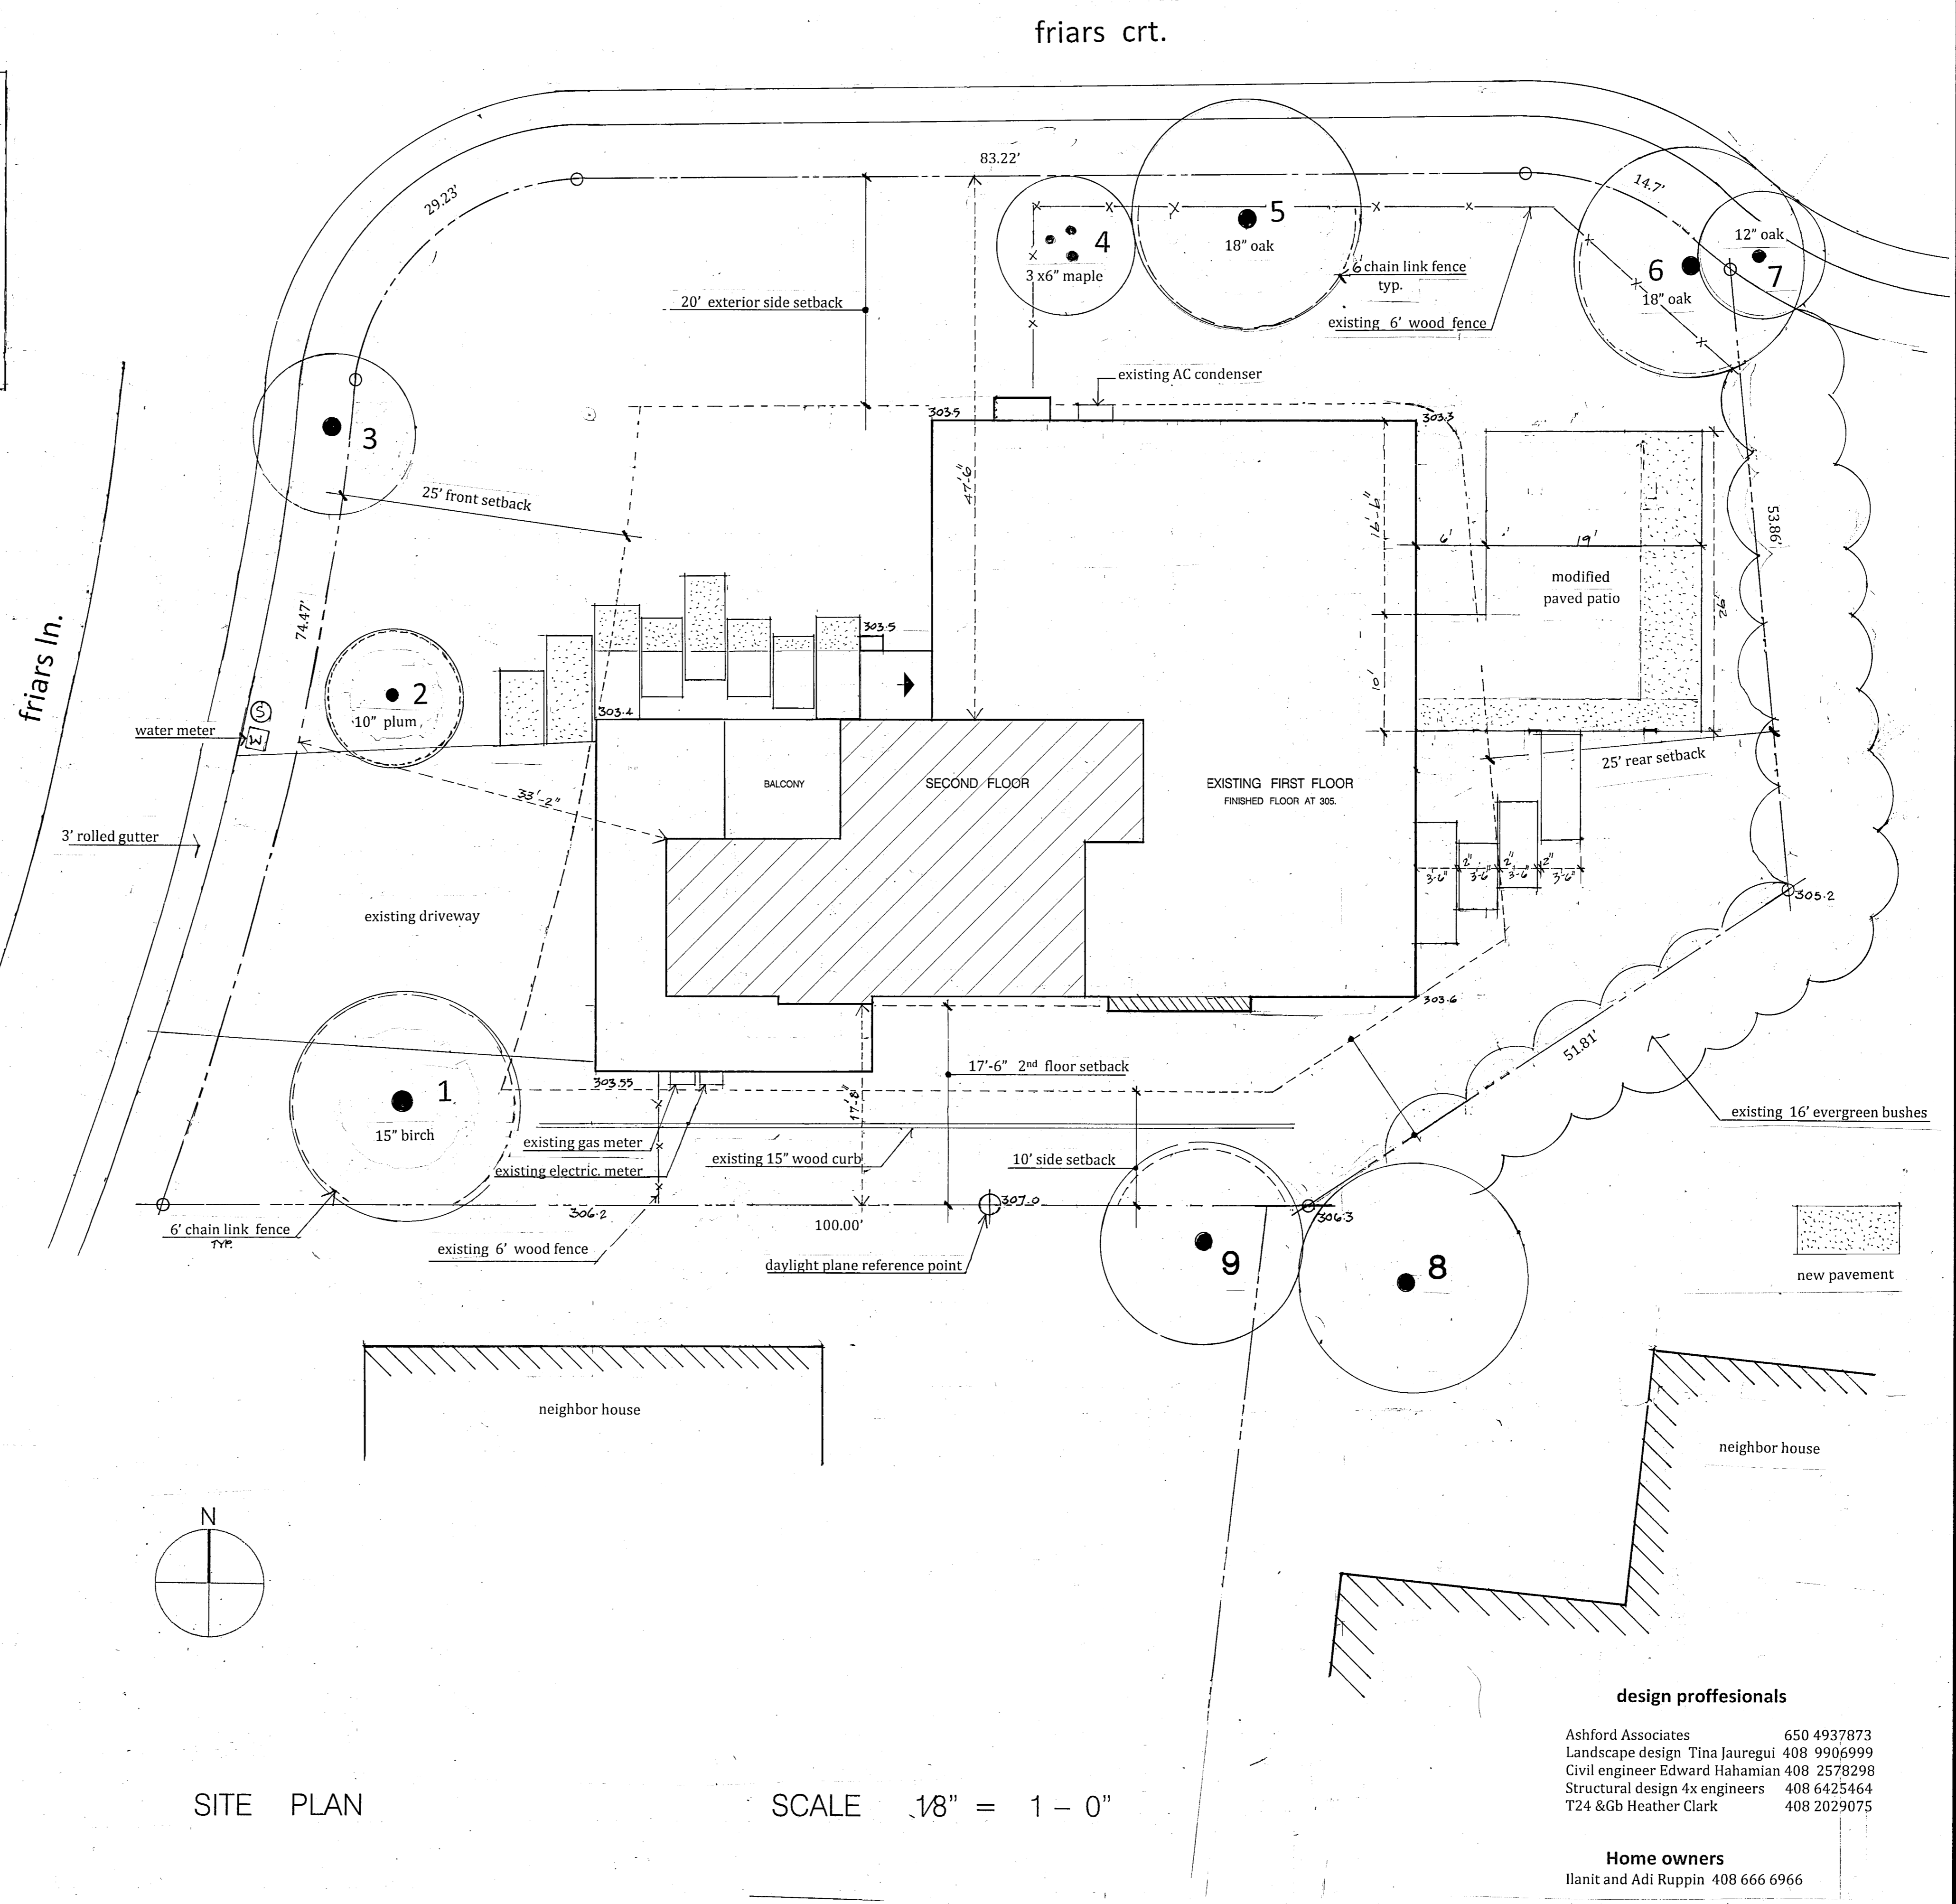 friars crt.
83.22'
29.23'
14.7'
5
18" oak
4
3 x6" maple
12" oak
7
6
18" oak
6' chain link fence
typ.
20' exterior side setback
existing 6' wood fence
existing AC condenser
303.5
303.3
3
25' front setback
47'6"
16'-6"
6'
19'
53.86'
modified
paved patio
26'
friars ln.
74.47'
303.5
10'
2
10" plum
303.4
S
W
water meter
25' rear setback
BALCONY
SECOND FLOOR
EXISTING FIRST FLOOR
FINISHED FLOOR AT 305.
33'-2"
3' rolled gutter
2"
2"
2"
3'-6"
3'-6"
3'-6"
3'-6"
305.2
existing driveway
303.6
51.81'
17'-6" 2nd floor setback
303.55
17'-8"
1
15" birch
existing 16' evergreen bushes
existing gas meter
existing 15" wood curb
10' side setback
existing electric. meter
307.0
306.2
306.3
100.00'
6' chain link fence
TYP.
existing 6' wood fence
daylight plane reference point
9
8
new pavement
neighbor house
neighbor house
N
design proffesionals
Ashford Associates 650 4937873
Landscape design Tina Jauregui 408 9906999
Civil engineer Edward Hahamian 408 2578298
Structural design 4x engineers 408 6425464
T24 &Gb Heather Clark 408 2029075
SITE PLAN
SCALE 1/8" = 1 – 0"
Home owners
Ilanit and Adi Ruppin 408 666 6966